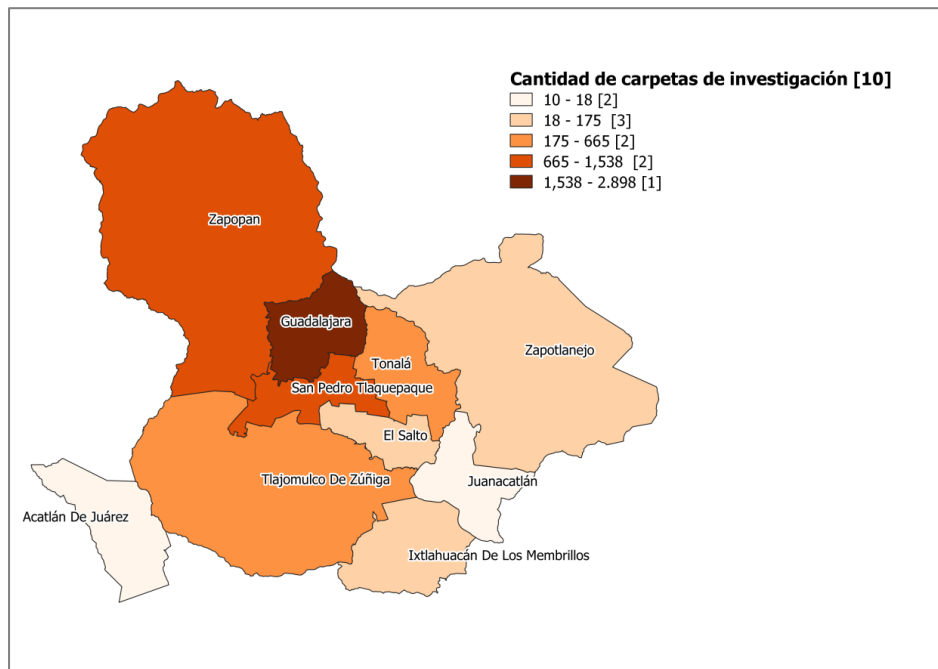 Cantidad de carpetas de investigación [10]
10 - 18 [2]
18 - 175 [3]
175 - 665 [2]
665 - 1,538 [2]
1,538 - 2.898 [1]
Zapopan
Guadalajara
Zapotlanejo
Tonalá
San Pedro Tlaquepaque
El Salto
Tlajomulco De Zúñiga
Juanacatlán
Acatlán De Juárez
Ixtlahuacán De Los Membrillos